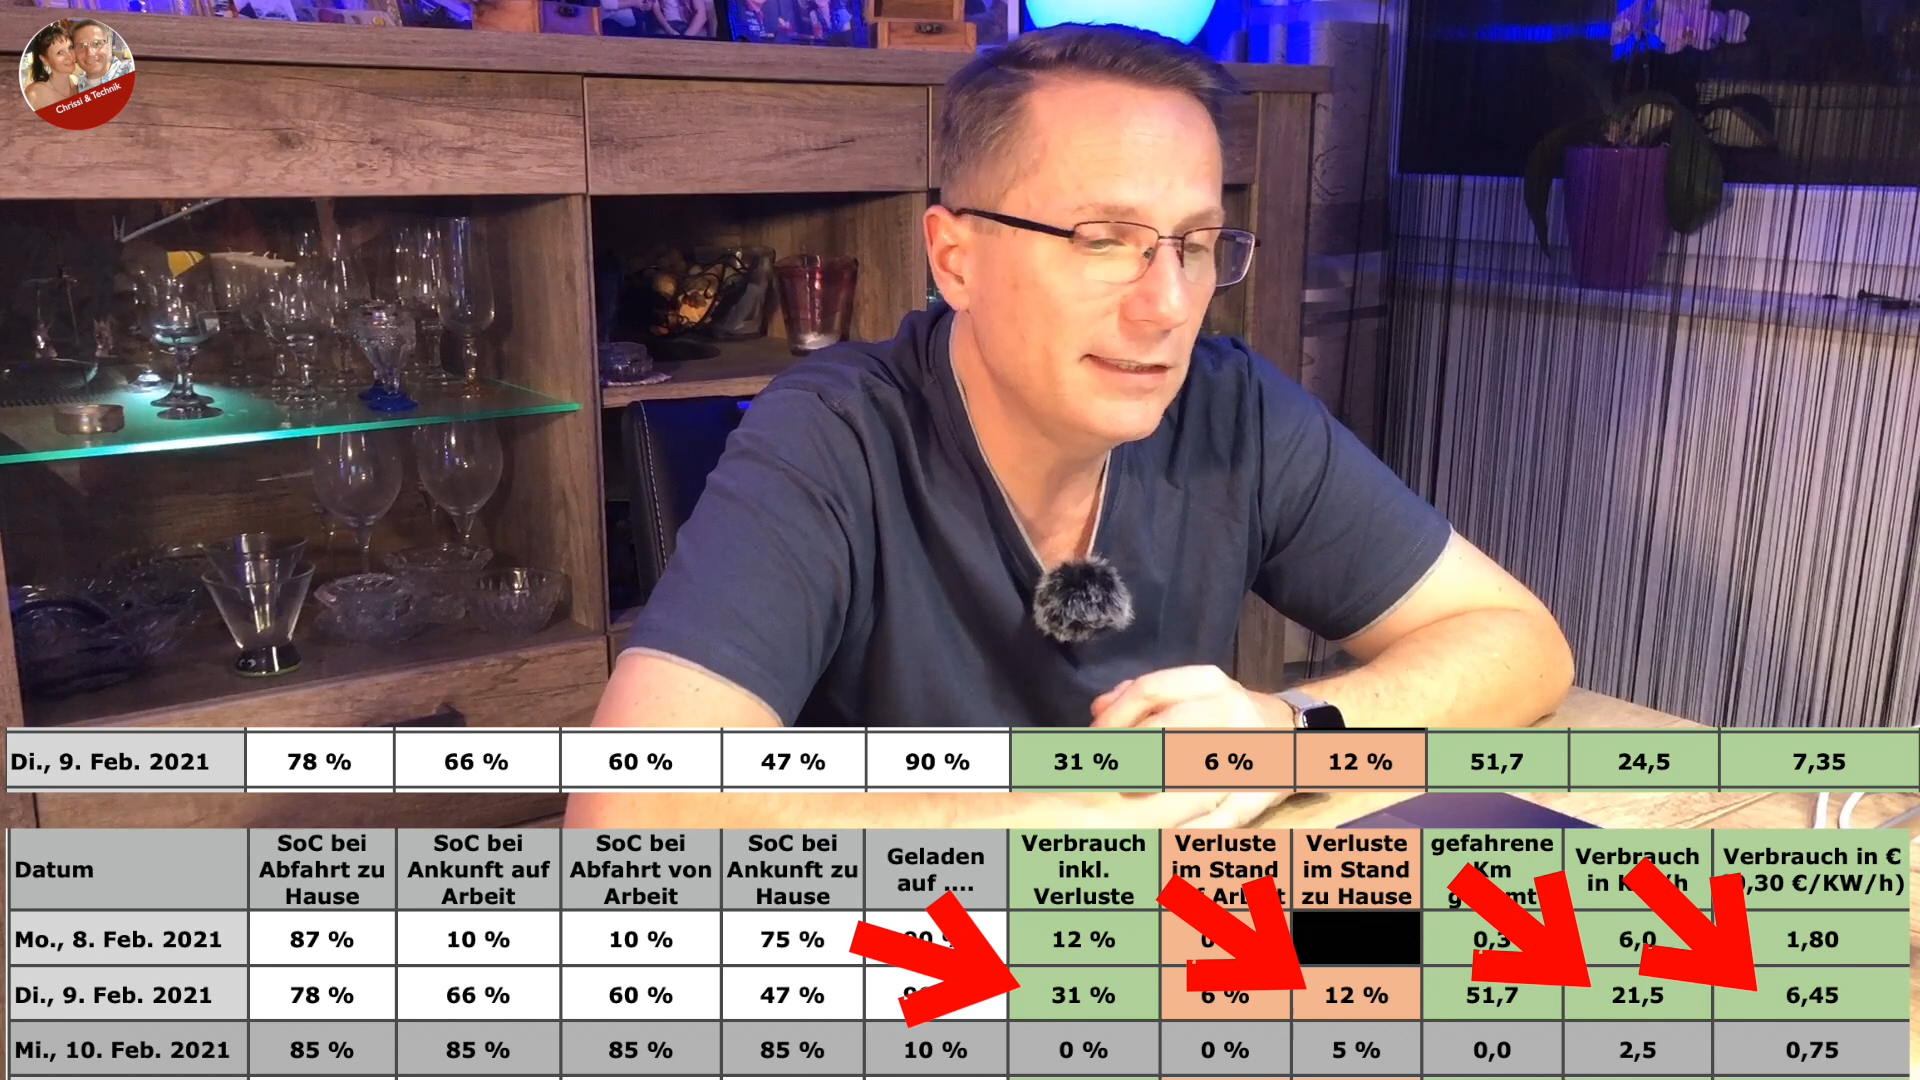 Chrissi & Technik
Di., 9. Feb. 2021 78 % 66 % 60 % 47 % 90 % 31 % 6 % 12 % 51,7 24,5 7,35
Datum
SoC bei
Abfahrt zu
Hause
SoC bei
Ankunft auf
Arbeit
SoC bei
Abfahrt von
Arbeit
SoC bei
Ankunft zu
Hause
Geladen
auf ....
Verbrauch
inkl.
Verluste
Verluste
im Stand
Verluste
im Stand
zu Hause
gefahrene
Km
Verbrauch
in
Verbrauch in €
€/KW/h)
Mo., 8. Feb. 2021 87 % 10 % 10 % 75 % 12 % 6,0 1,80
Di., 9. Feb. 2021 78 % 66 % 60 % 47 % 31 % 6 % 12 % 51,7 21,5 6,45
Mi., 10. Feb. 2021 85 % 85 % 85 % 85 % 10 % 0 % 0 % 5 % 0,0 2,5 0,75